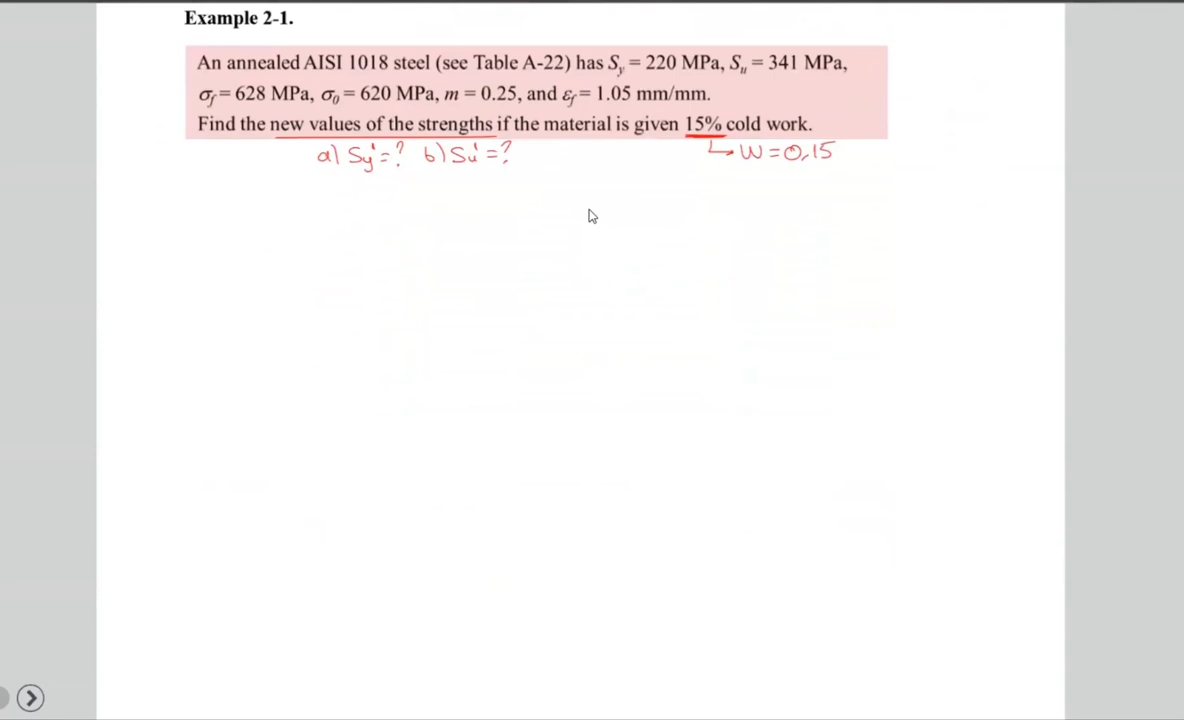 Example 2-1.
An annealed AISI 1018 steel (see Table A-22) has Sy = 220 MPa, Su = 341 MPa,
σf = 628 MPa, σ0 = 620 MPa, m = 0.25, and εf = 1.05 mm/mm.
Find the new values of the strengths if the material is given 15% cold work.
a) Sy' = ? b) Su' = ? ↳ W = 0,15